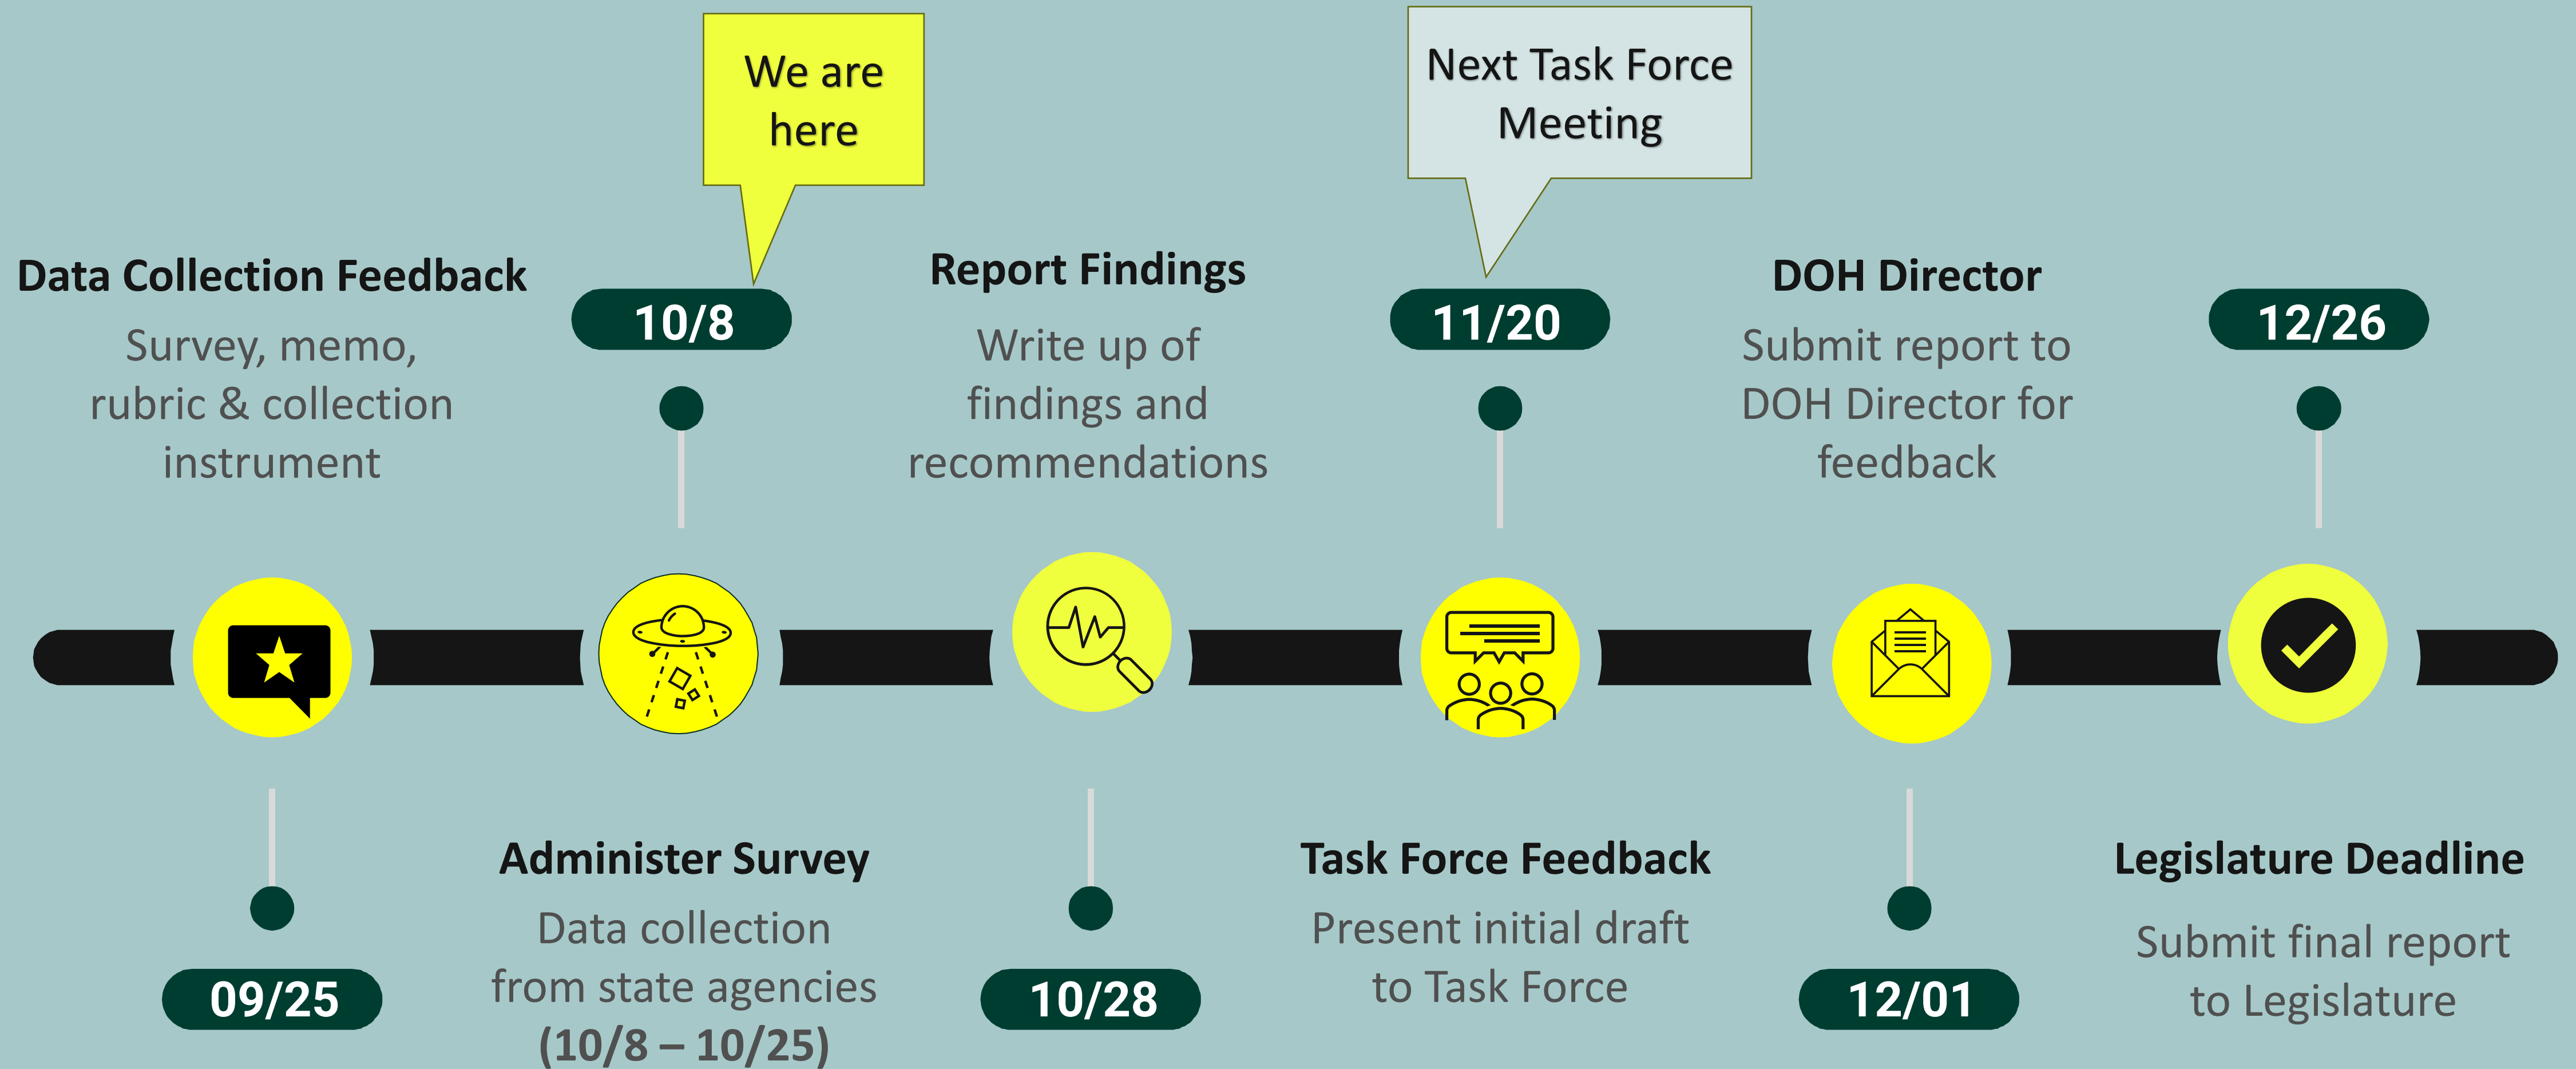 We are
here
Next Task Force
Meeting
Data Collection Feedback
Survey, memo,
rubric & collection
instrument
09/25
10/8
Administer Survey
Data collection
from state agencies
(10/8 – 10/25)
Report Findings
Write up of
findings and
recommendations
10/28
11/20
Task Force Feedback
Present initial draft
to Task Force
DOH Director
Submit report to
DOH Director for
feedback
12/01
12/26
Legislature Deadline
Submit final report
to Legislature